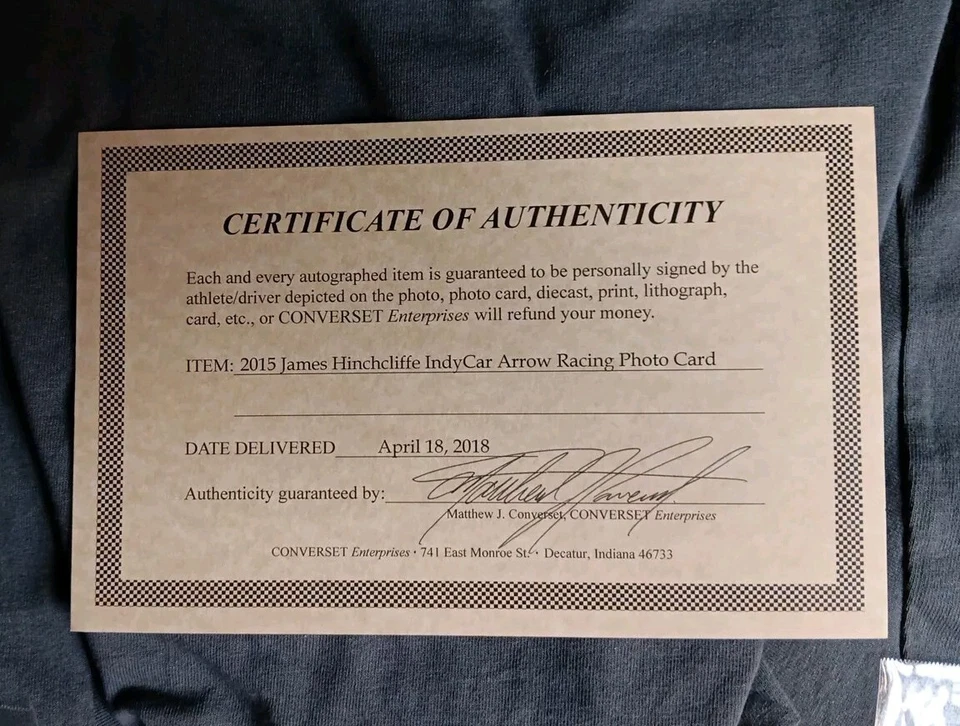 CERTIFICATE OF AUTHENTICITY
Each and every autographed item is guaranteed to be personally signed by the
athlete/driver depicted on the photo, photo card, diecast, print, lithograph,
card, etc., or CONVERSET Enterprises will refund your money.
ITEM: 2015 James Hinchcliffe IndyCar Arrow Racing Photo Card
DATE DELIVERED April 18, 2018
Authenticity guaranteed by:
Matthew J. Converset, CONVERSET Enterprises
CONVERSET Enterprises · 741 East Monroe St. · Decatur, Indiana 46733